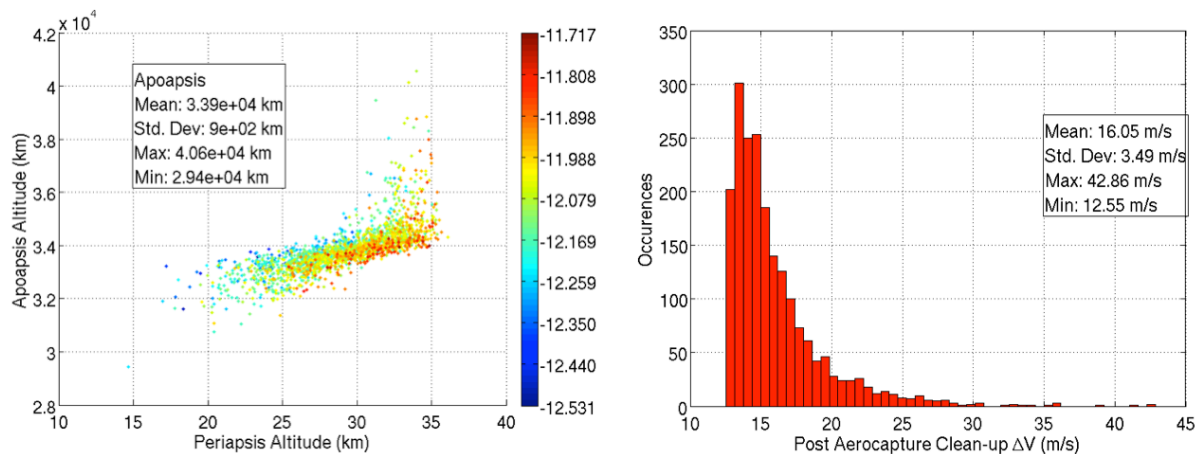 x 10⁴
4.2
4
3.8
3.6
3.4
3.2
3
2.8
Apoapsis Altitude (km)
10
15
20
25
30
35
40
Periapsis Altitude (km)
Apoapsis
Mean: 3.39e+04 km
Std. Dev: 9e+02 km
Max: 4.06e+04 km
Min: 2.94e+04 km
-11.717
-11.808
-11.898
-11.988
-12.079
-12.169
-12.259
-12.350
-12.440
-12.531
350
300
250
200
150
100
50
0
Occurences
10
15
20
25
30
35
40
45
Post Aerocapture Clean-up ΔV (m/s)
Mean: 16.05 m/s
Std. Dev: 3.49 m/s
Max: 42.86 m/s
Min: 12.55 m/s